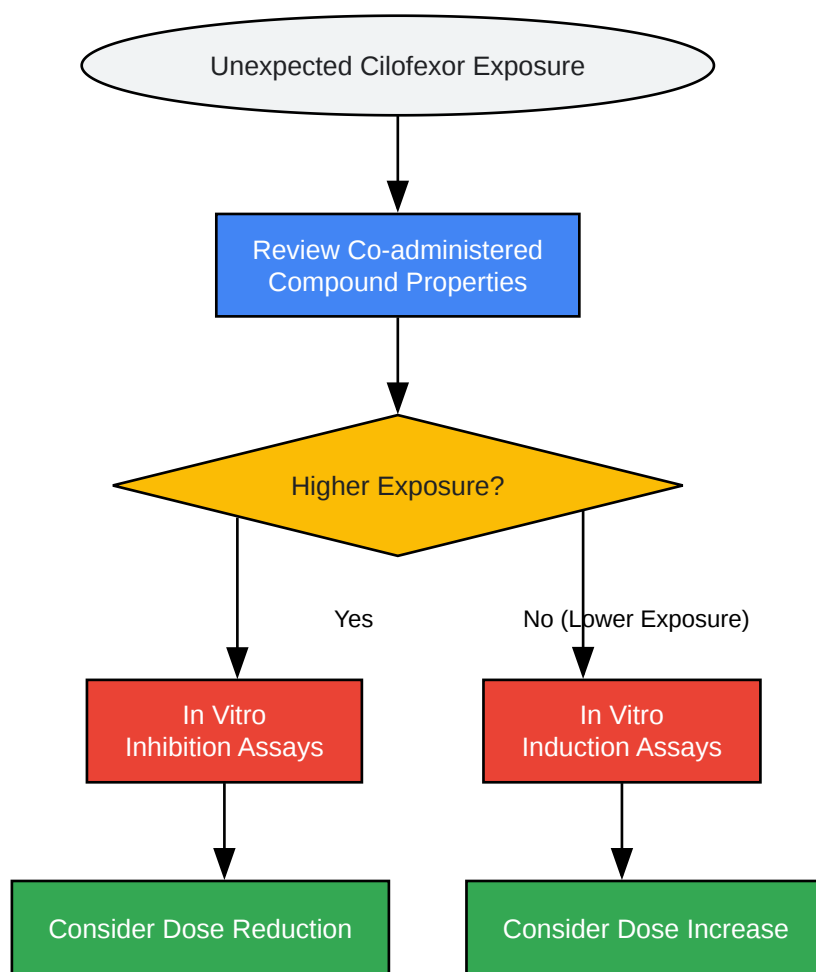 Unexpected Cilofexor Exposure
Review Co-administered
Compound Properties
Higher Exposure?
Yes
No (Lower Exposure)
In Vitro
Inhibition Assays
In Vitro
Induction Assays
Consider Dose Reduction
Consider Dose Increase